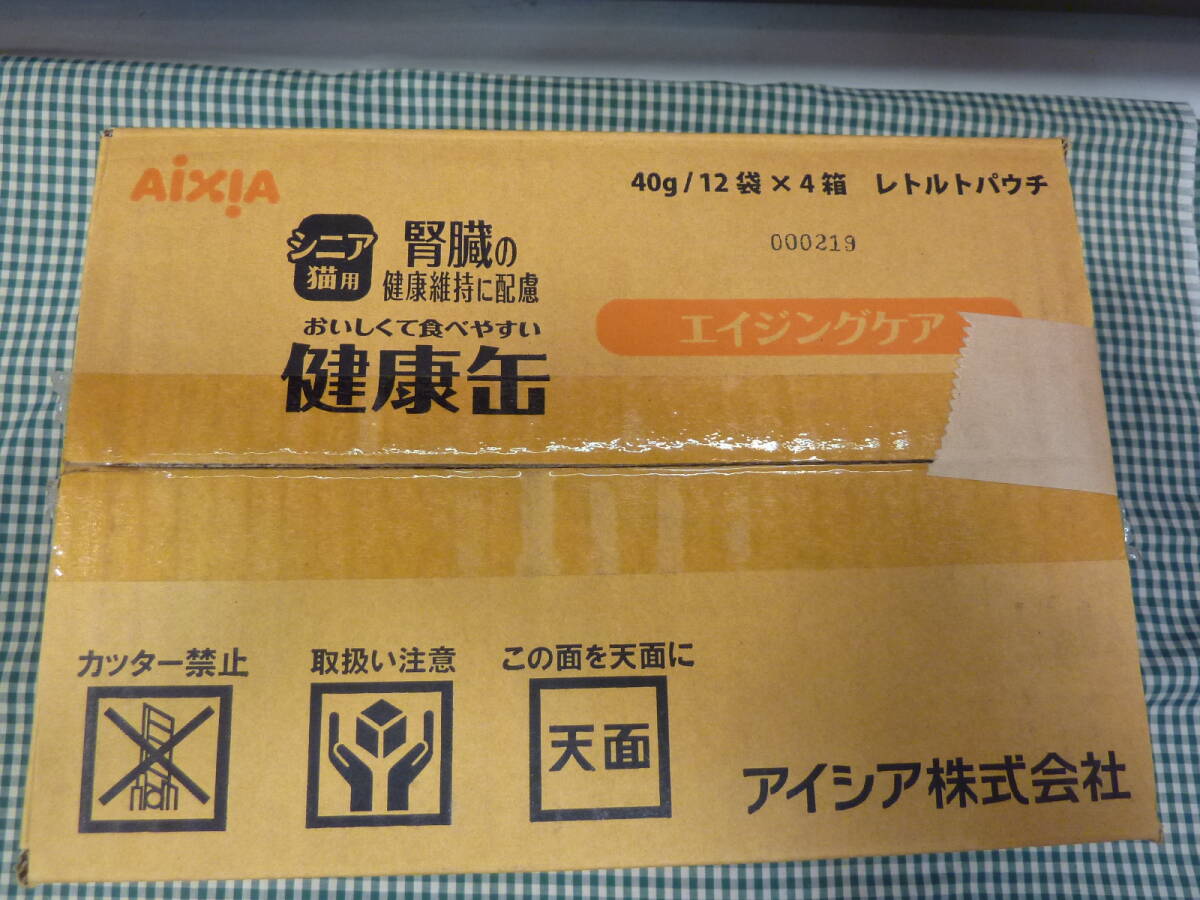 AiXiA
40g/12袋×4箱 レトルトパウチ
000219
シニア
猫用
腎臓の
健康維持に配慮
おいしくて食べやすい
健康缶
エイジングケア
カッター禁止
取扱い注意
この面を天面に
天面
アイシア株式会社